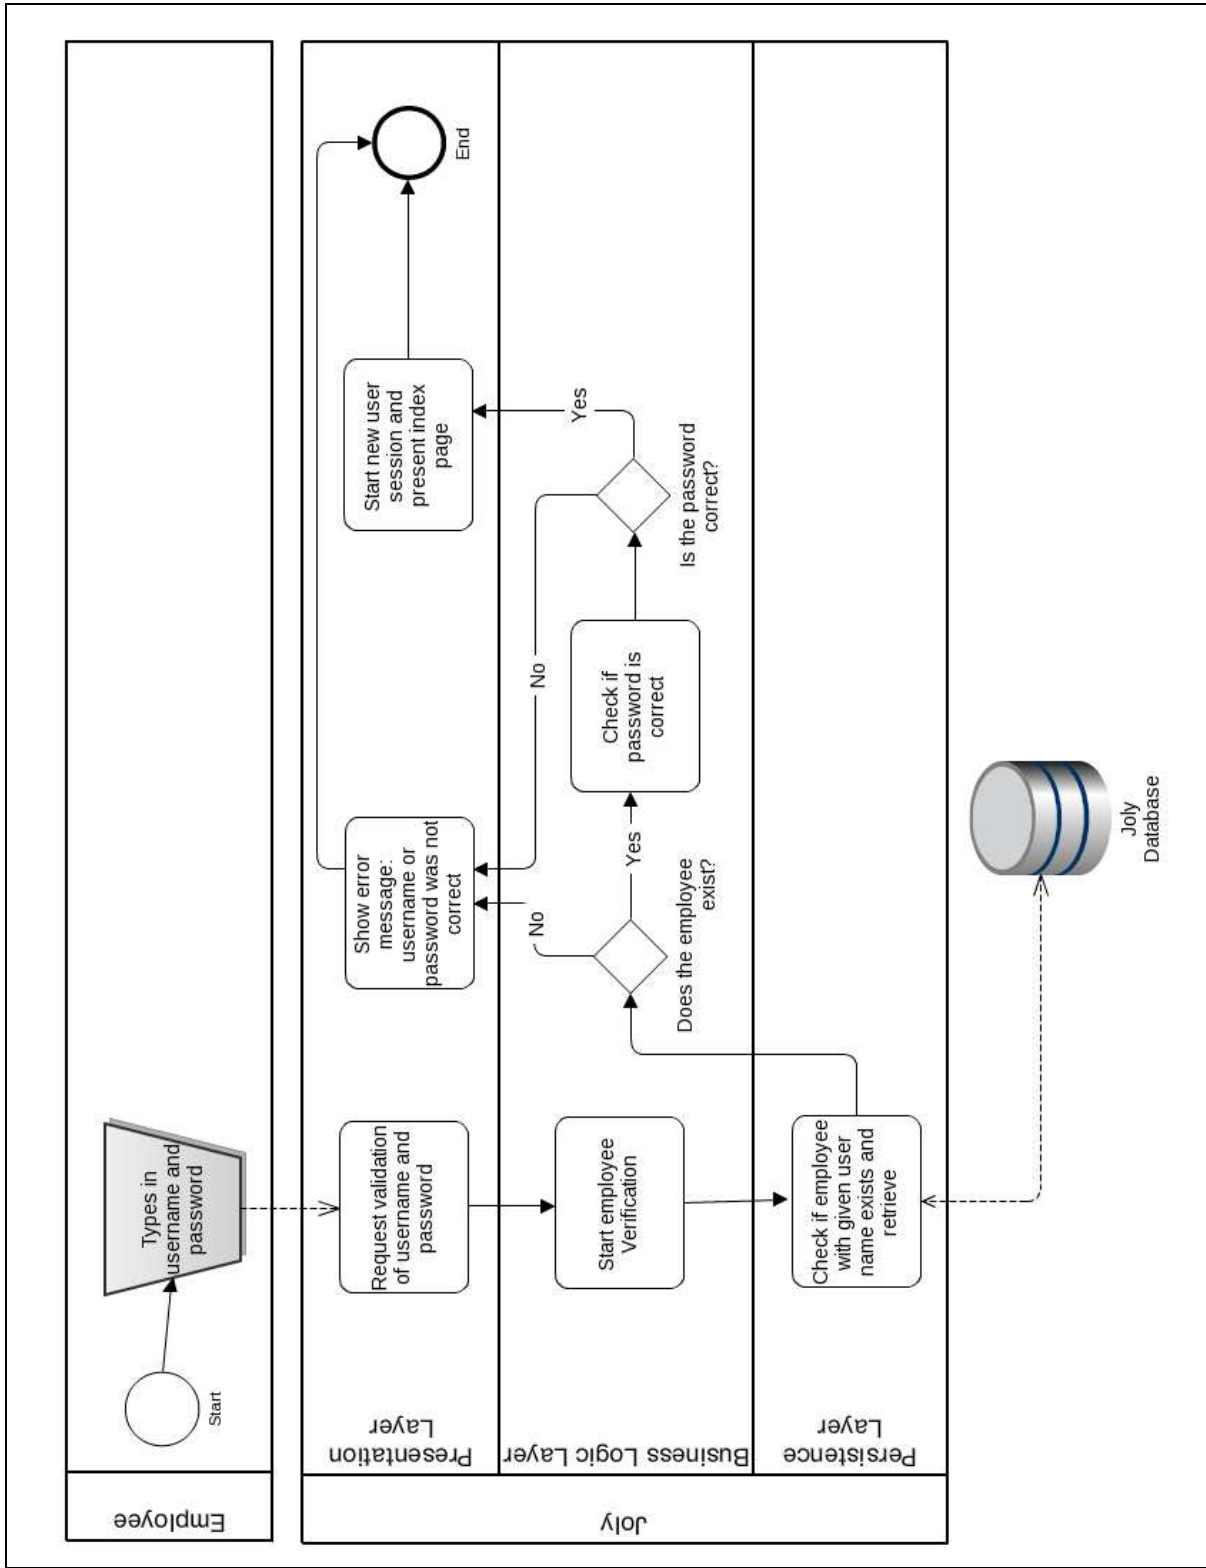 Employee
Start
Types in
username and
password
Joly
Presentation
Layer
Request validation
of username and
password
Show error
message:
username or
password was not
correct
Start new user
session and
present index
page
End
Business Logic Layer
Start employee
Verification
No
Does the employee
exist?
Yes
Check if
password is
correct
No
Is the password
correct?
Yes
Persistence
Layer
Check if employee
with given user
name exists and
retrieve
Joly
Database